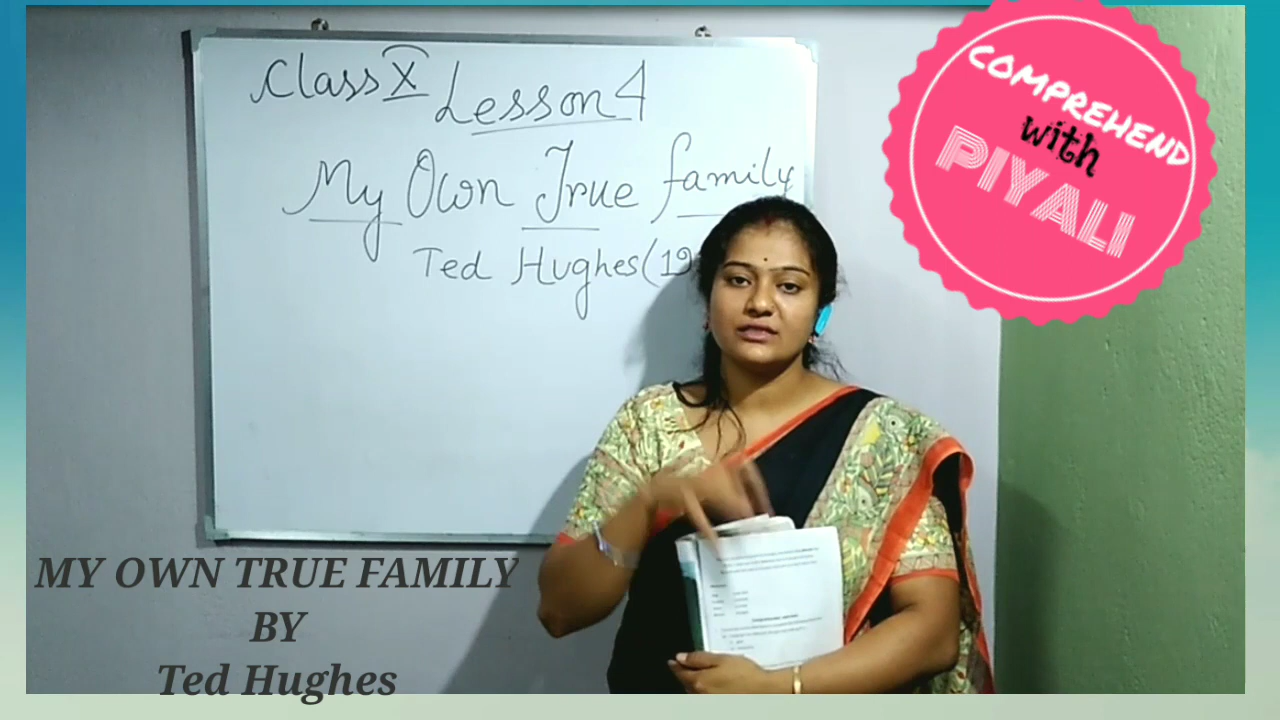 Class X
Lesson 4
My Own True family
Ted Hughes (19
COMPREHEND
with
PIYALI
MY OWN TRUE FAMILY
BY
Ted Hughes